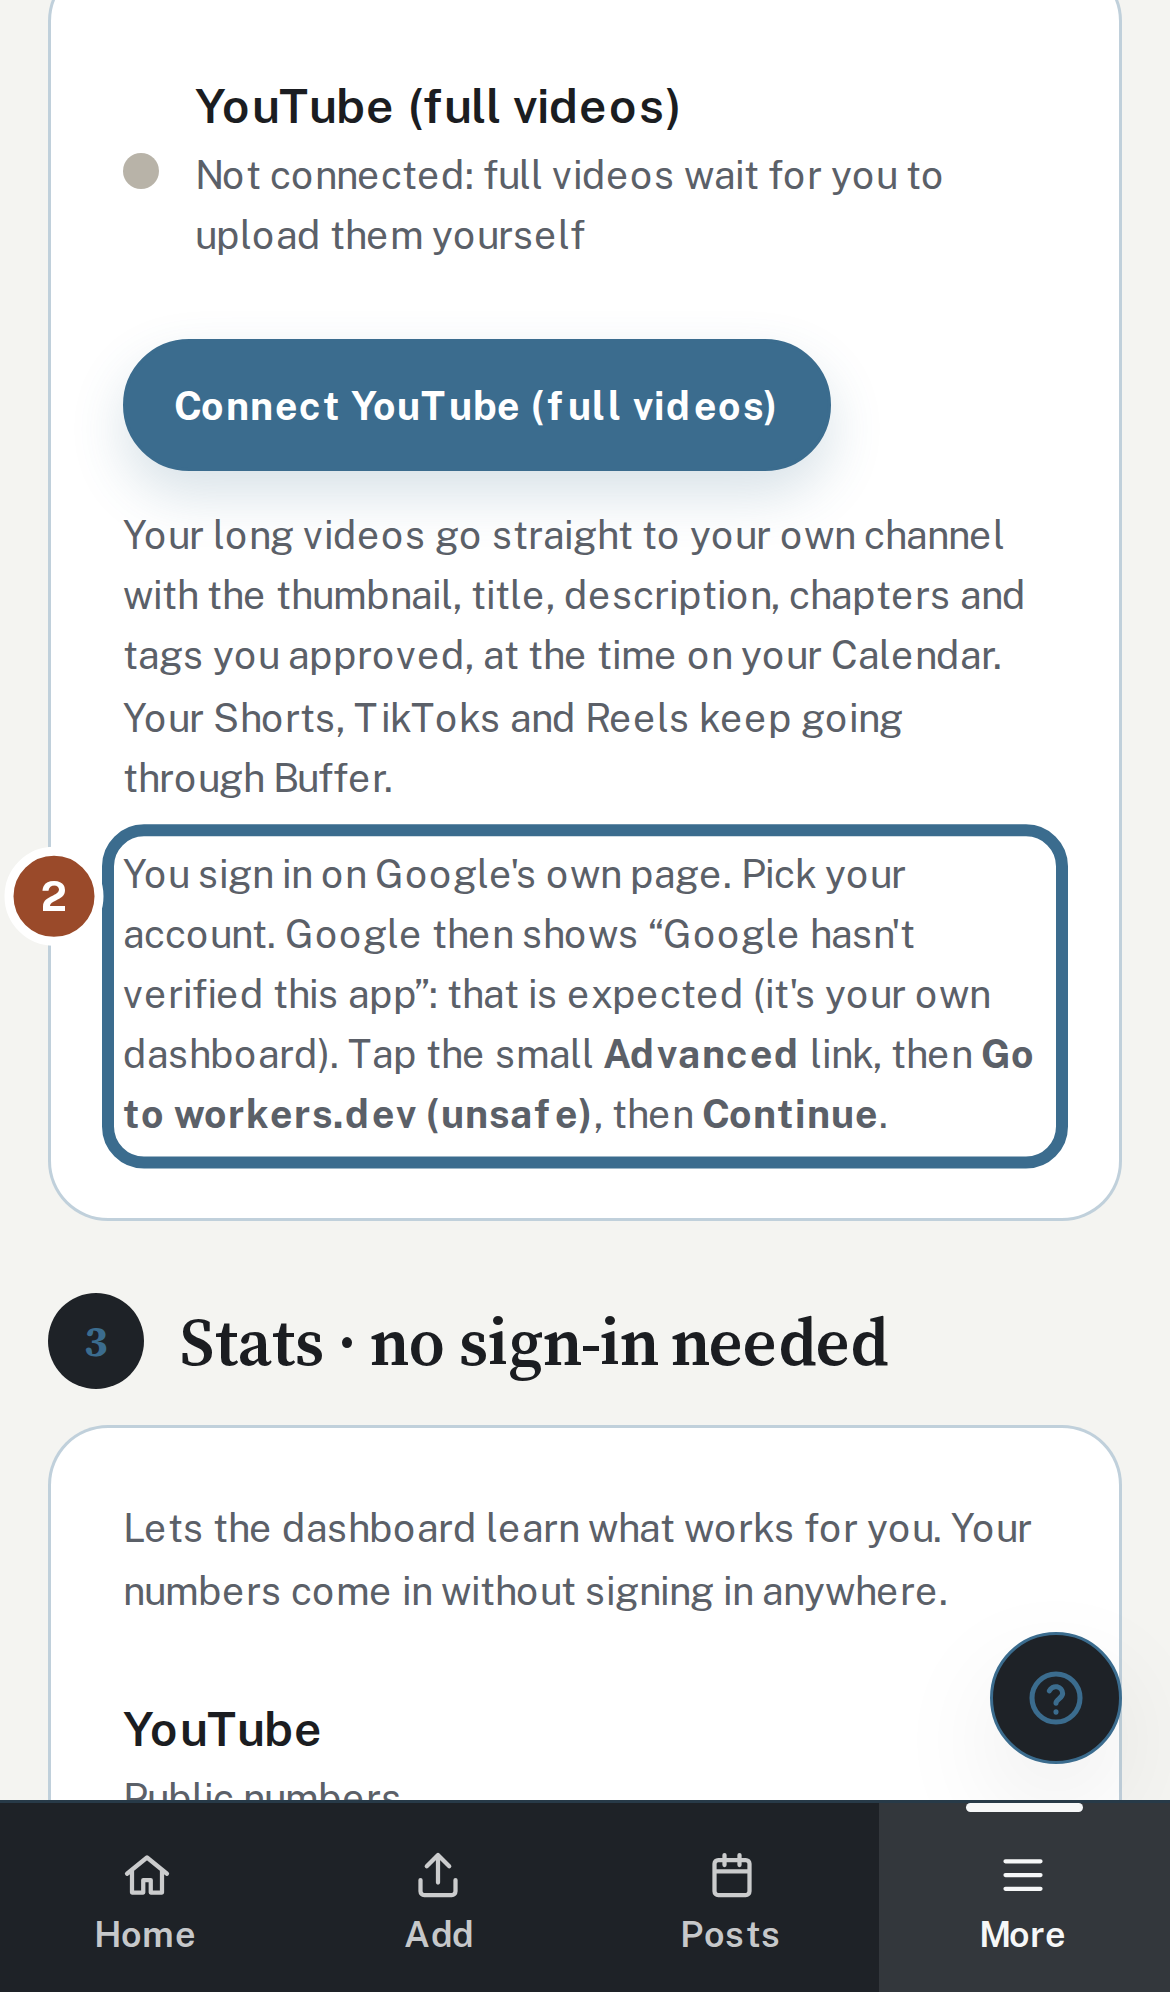 YouTube (full videos)
Not connected: full videos wait for you to
upload them yourself
Connect YouTube (full videos)
Your long videos go straight to your own channel
with the thumbnail, title, description, chapters and
tags you approved, at the time on your Calendar.
Your Shorts, TikToks and Reels keep going
through Buffer.
2
You sign in on Google's own page. Pick your
account. Google then shows “Google hasn't
verified this app”: that is expected (it's your own
dashboard). Tap the small Advanced link, then Go
to workers.dev (unsafe), then Continue.
3
Stats · no sign-in needed
Lets the dashboard learn what works for you. Your
numbers come in without signing in anywhere.
YouTube
Public numbers
Home
Add
Posts
More